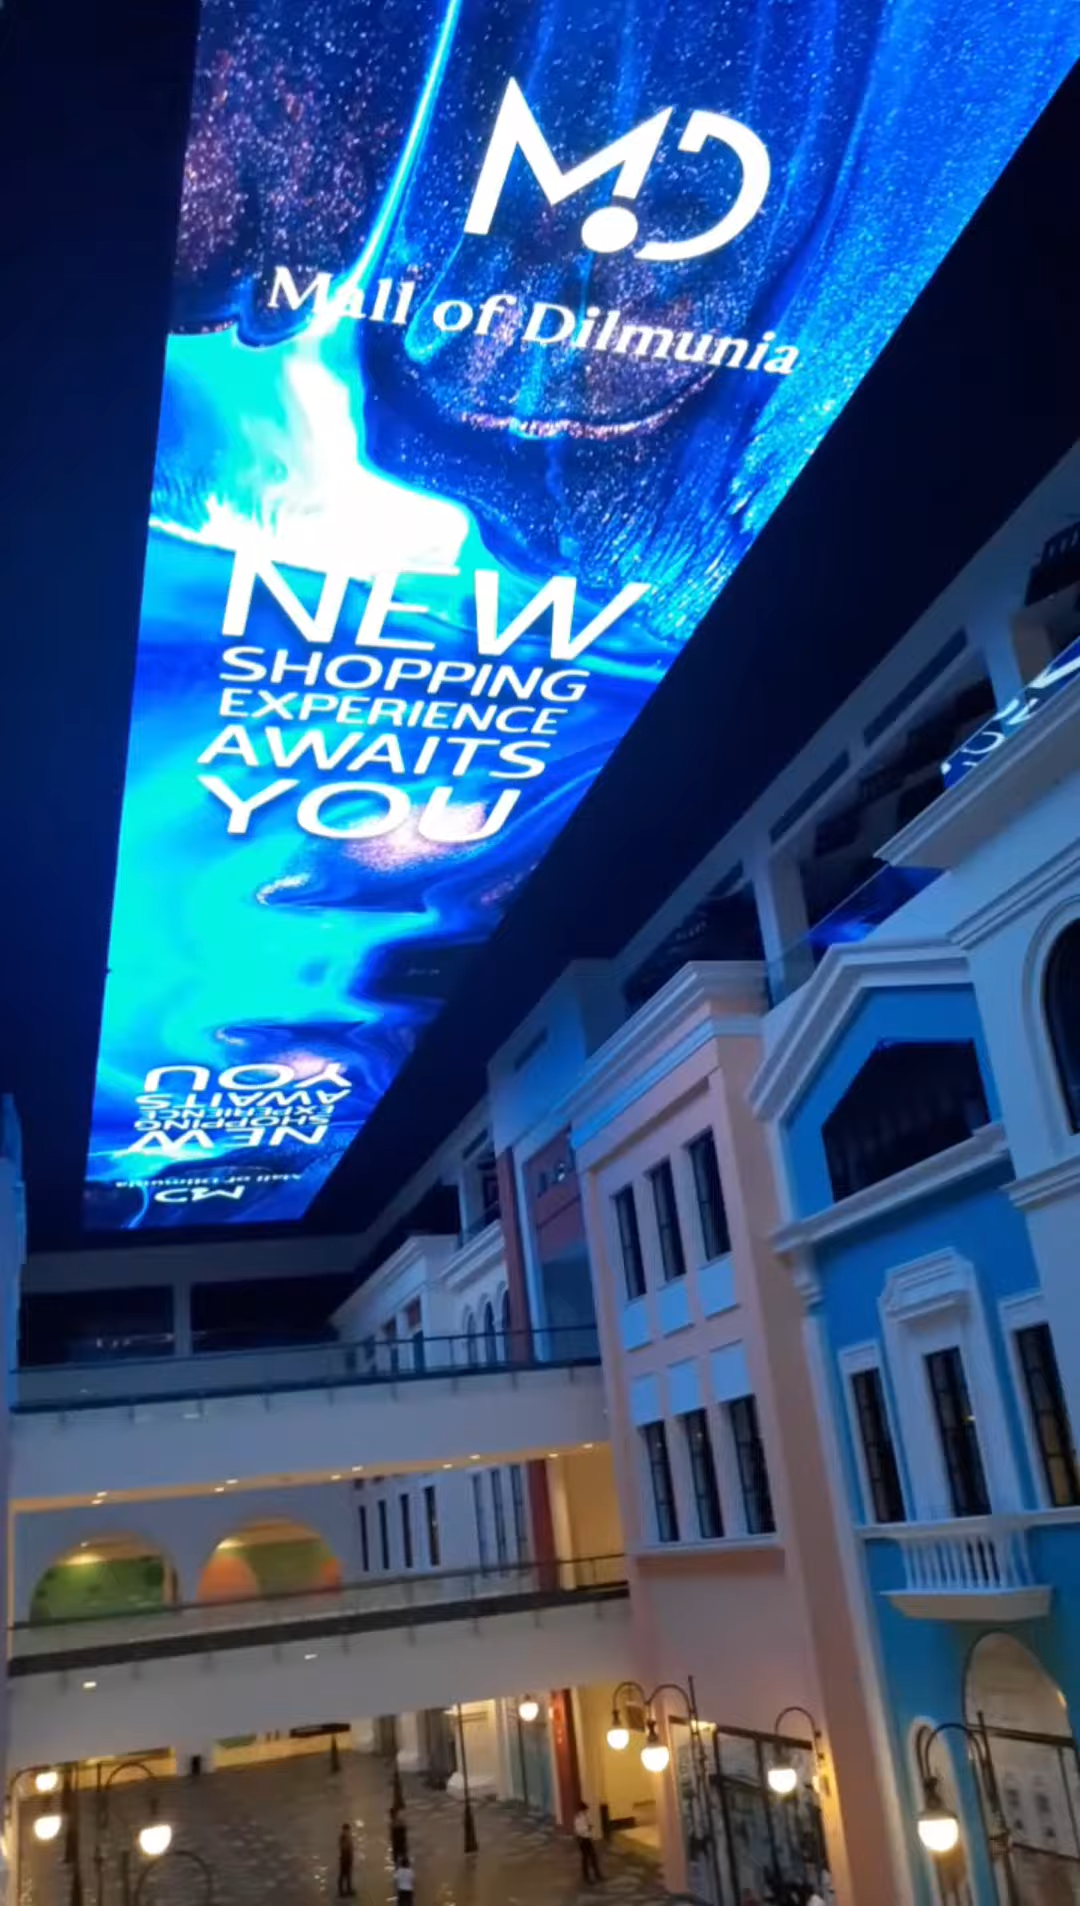 MD
Mall of Dilmunia
NEW
SHOPPING
EXPERIENCE
AWAITS
YOU
YOU
AWAITS
EXPERIENCE
SHOPPING
NEW
Mall of Dilmunia
MD